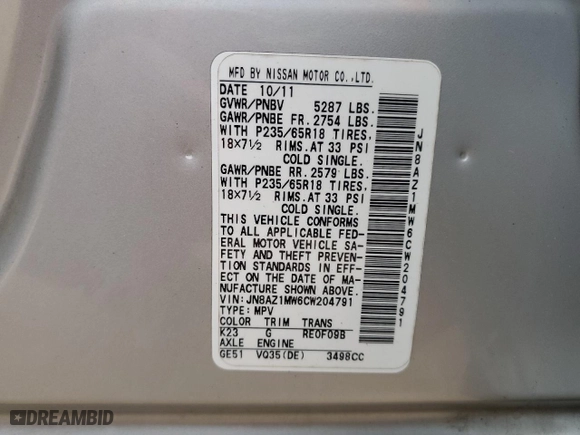 MFD BY NISSAN MOTOR CO.,LTD.
DATE 10/11
GVWR/PNBV 5287 LBS.
GAWR/PNBE FR. 2754 LBS.
WITH P235/65R18 TIRES,
18×7½ RIMS.AT 33 PSI
COLD SINGLE.
GAWR/PNBE RR. 2579 LBS.
WITH P235/65R18 TIRES,
18×7½ RIMS.AT 33 PSI
COLD SINGLE.
THIS VEHICLE CONFORMS
TO ALL APPLICABLE FED-
ERAL MOTOR VEHICLE SA-
FETY AND THEFT PREVEN-
TION STANDARDS IN EFF-
ECT ON THE DATE OF MA-
NUFACTURE SHOWN ABOVE.
VIN:JN8AZ1MW6CW204791
TYPE:MPV
COLOR TRIM TRANS
K23 G RE0F09B
AXLE ENGINE
GE51 VQ35(DE) 3498CC
JN8AZ1MW6CW204791
DREAMBID